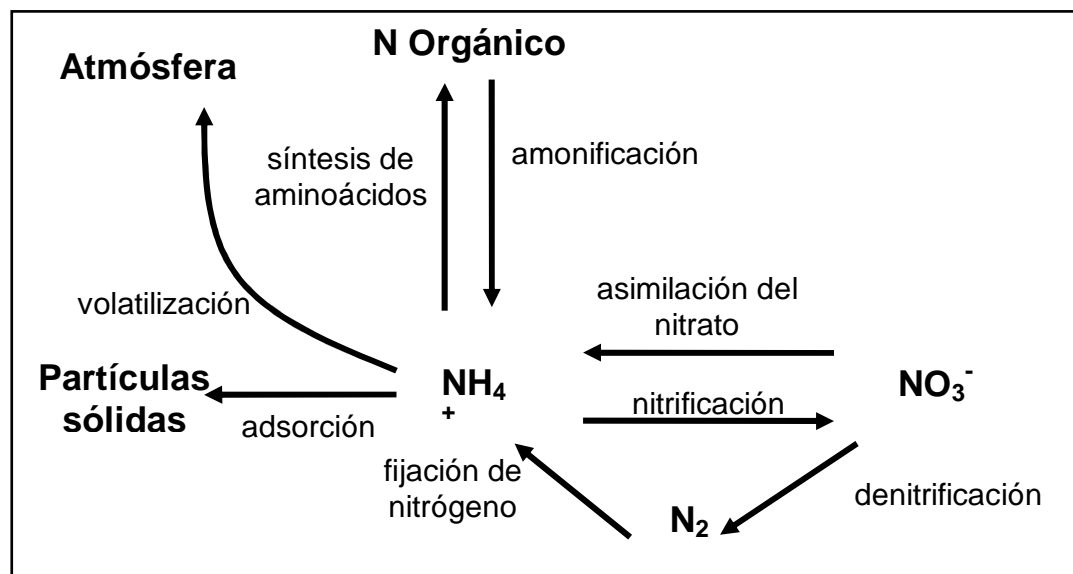 N Orgánico
Atmósfera
síntesis de
aminoácidos
amonificación
volatilización
asimilación del
nitrato
Partículas
sólidas
adsorción
NH₄
⁺
nitrificación
NO₃⁻
fijación de
nitrógeno
N₂
denitrificación